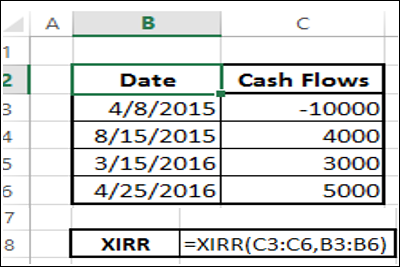 A B C
1
2 Date Cash Flows
3 4/8/2015 -10000
4 8/15/2015 4000
5 3/15/2016 3000
6 4/25/2016 5000
7
8 XIRR =XIRR(C3:C6,B3:B6)